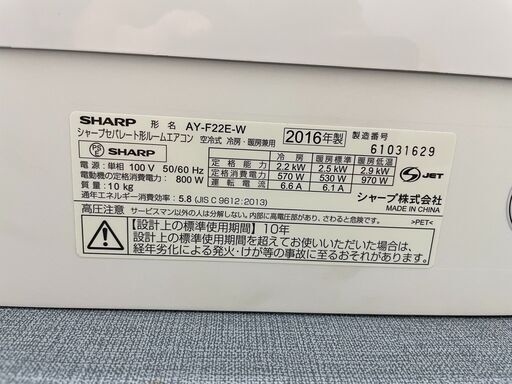 SHARP 形名 AY-F22E-W 2016年製 製造番号
シャープセパレート形ルームエアコン 空冷式 冷房・暖房兼用 61031629
PS E SHARP
冷房 暖房標準 暖房低温
電源:単相 100 V 50/60 Hz 定格能力 2.2 kW 2.5 kW 2.9 kW
電動機の定格消費電力: 800 W 定格消費電力 570 W 530 W 970 W S JET
質量: 10 kg 運転電流 6.6 A 6.1 A
通年エネルギー消費効率: 5.8 (JIS C 9612:2013) シャープ株式会社
MADE IN CHINA
高圧注意 サービスマン以外の人は分解しない。内部に高電圧部があり、さわると危険です。
>PET<
【設計上の標準使用期間】10年
設計上の標準使用期間を超えてお使いいただいた場合は、
経年劣化による発火・けが等の事故に至るおそれがあります。